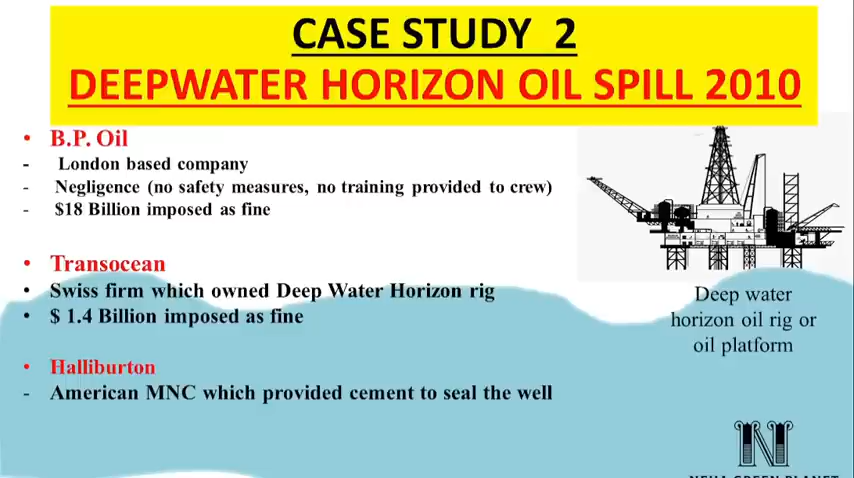 CASE STUDY 2
DEEPWATER HORIZON OIL SPILL 2010
• B.P. Oil
- London based company
- Negligence (no safety measures, no training provided to crew)
- $18 Billion imposed as fine
• Transocean
• Swiss firm which owned Deep Water Horizon rig
• $ 1.4 Billion imposed as fine
• Halliburton
- American MNC which provided cement to seal the well
Deep water
horizon oil rig or
oil platform
N